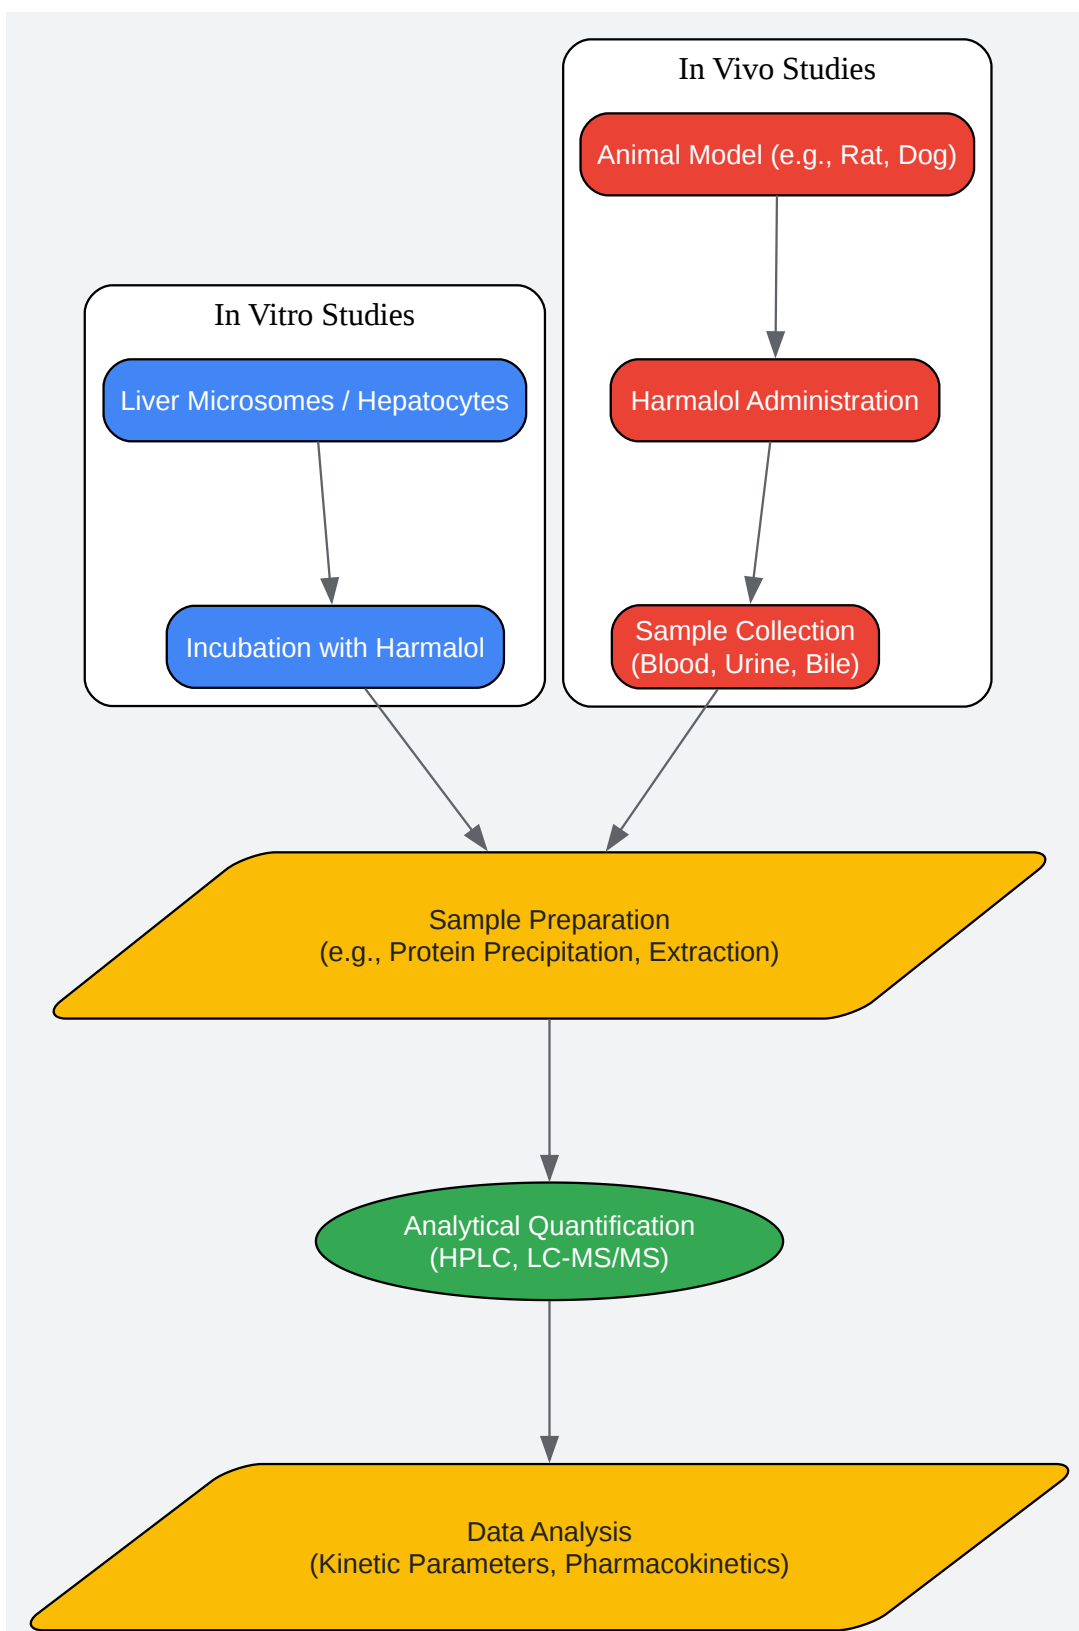 In Vivo Studies
Animal Model (e.g., Rat, Dog)
In Vitro Studies
Liver Microsomes / Hepatocytes
Harmalol Administration
Incubation with Harmalol
Sample Collection
(Blood, Urine, Bile)
Sample Preparation
(e.g., Protein Precipitation, Extraction)
Analytical Quantification
(HPLC, LC-MS/MS)
Data Analysis
(Kinetic Parameters, Pharmacokinetics)